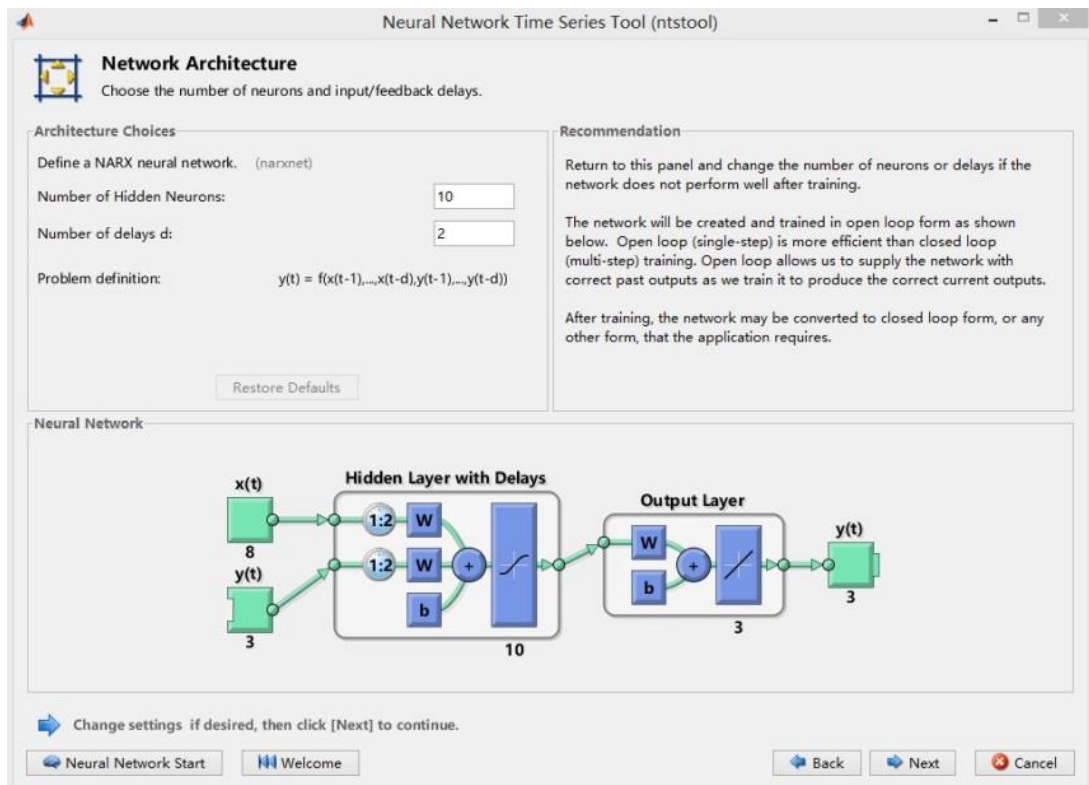 Neural Network Time Series Tool (ntstool)
Network Architecture
Choose the number of neurons and input/feedback delays.
Architecture Choices
Define a NARX neural network. (narxnet)
Number of Hidden Neurons: 10
Number of delays d: 2
Problem definition: y(t) = f(x(t-1),...,x(t-d),y(t-1),...,y(t-d))
Restore Defaults
Recommendation
Return to this panel and change the number of neurons or delays if the
network does not perform well after training.
The network will be created and trained in open loop form as shown
below. Open loop (single-step) is more efficient than closed loop
(multi-step) training. Open loop allows us to supply the network with
correct past outputs as we train it to produce the correct current outputs.
After training, the network may be converted to closed loop form, or any
other form, that the application requires.
Neural Network
x(t)
8
y(t)
3
Hidden Layer with Delays
1:2 W
1:2 W +
b
10
Output Layer
W
+
b
3
y(t)
3
Change settings if desired, then click [Next] to continue.
Neural Network Start
Welcome
Back
Next
Cancel